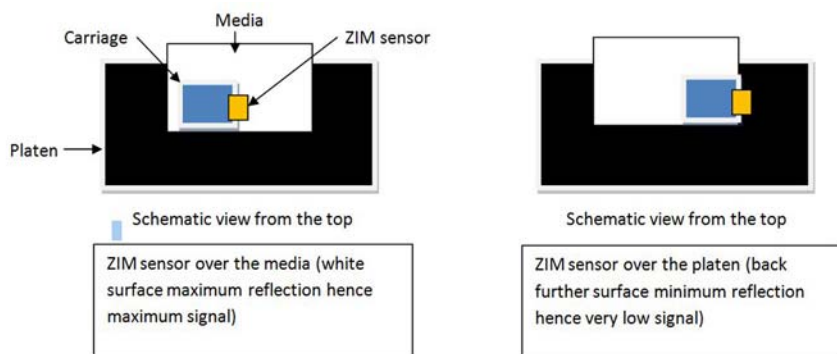 Media
Carriage
ZIM sensor
Platen
Schematic view from the top
ZIM sensor over the media (white
surface maximum reflection hence
maximum signal)
Schematic view from the top
ZIM sensor over the platen (back
further surface minimum reflection
hence very low signal)